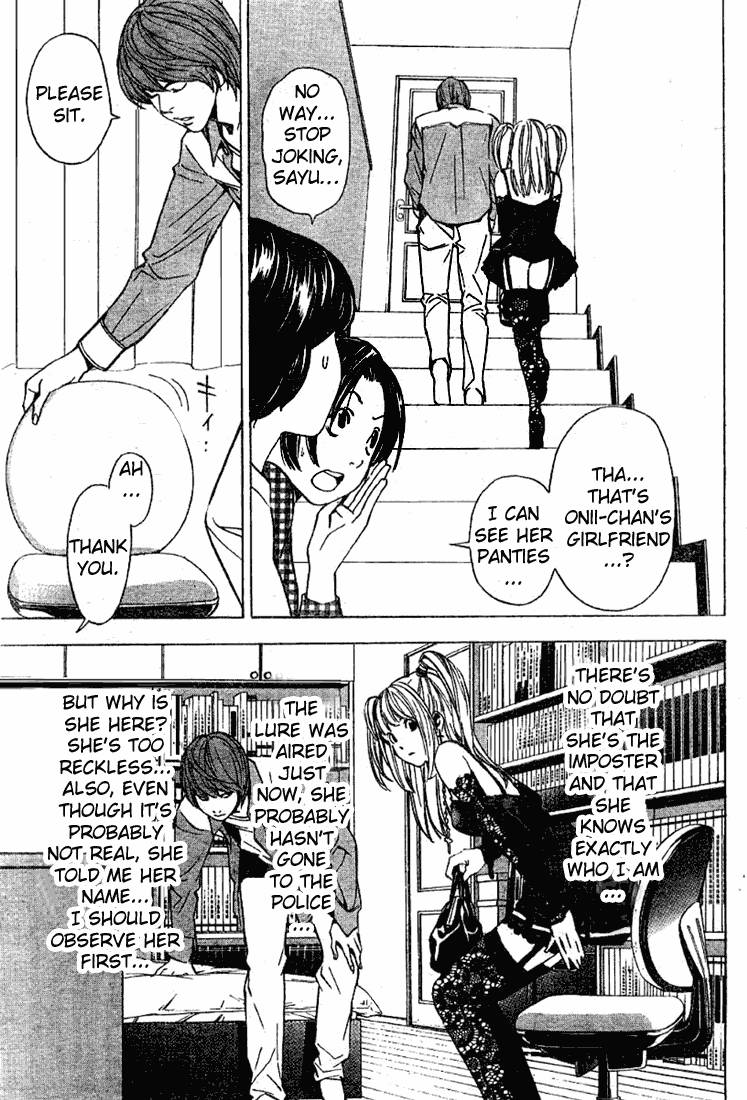 THA...
THAT'S
ONII-CHAN'S
GIRLFRIEND
...?
I CAN
SEE HER
PANTIES
...
NO
WAY...
STOP
JOKING,
SAYU...
PLEASE
SIT.
キィ…
AH
...
THANK
YOU.
THERE'S
NO DOUBT
THAT
SHE'S THE
IMPOSTER
AND THAT
SHE
KNOWS
EXACTLY
WHO I AM
...
THE
LURE WAS
AIRED
JUST
NOW, SHE
PROBABLY
HASN'T
GONE
TO THE
POLICE
...
BUT WHY IS
SHE HERE?
SHE'S TOO
RECKLESS...
ALSO, EVEN
THOUGH IT'S
PROBABLY
NOT REAL, SHE
TOLD ME HER
NAME...
I SHOULD
OBSERVE HER
FIRST...